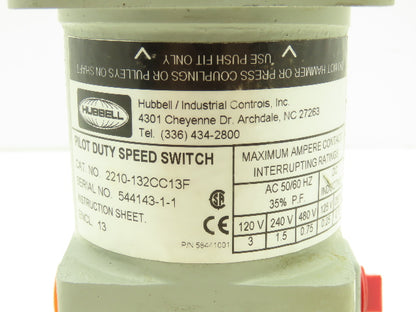 DO NOT HAMMER OR PRESS COUPLINGS OR PULLEYS ON SHAFT
USE PUSH FIT ONLY
HUBBELL
Hubbell / Industrial Controls, Inc.
4301 Cheyenne Dr. Archdale, NC 27263
Tel. (336) 434-2800
PILOT DUTY SPEED SWITCH
CAT. NO. 2210-132CC13F
SERIAL NO. 544143-1-1
INSTRUCTION SHEET.
ENCL. 13
CE
P/N 58441001
MAXIMUM AMPERE CONTACT
INTERRUPTING RATINGS
AC 50/60 HZ
35% P.F.
120 V 240 V 480 V
3 1.5 0.75